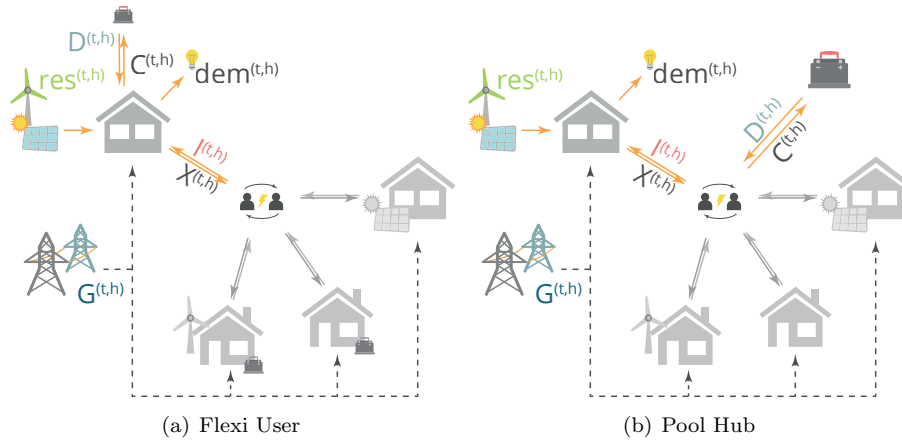 D(t,h)
C(t,h)
res(t,h)
dem(t,h)
I(t,h)
X(t,h)
G(t,h)
(a) Flexi User
res(t,h)
dem(t,h)
D(t,h)
C(t,h)
I(t,h)
X(t,h)
G(t,h)
(b) Pool Hub